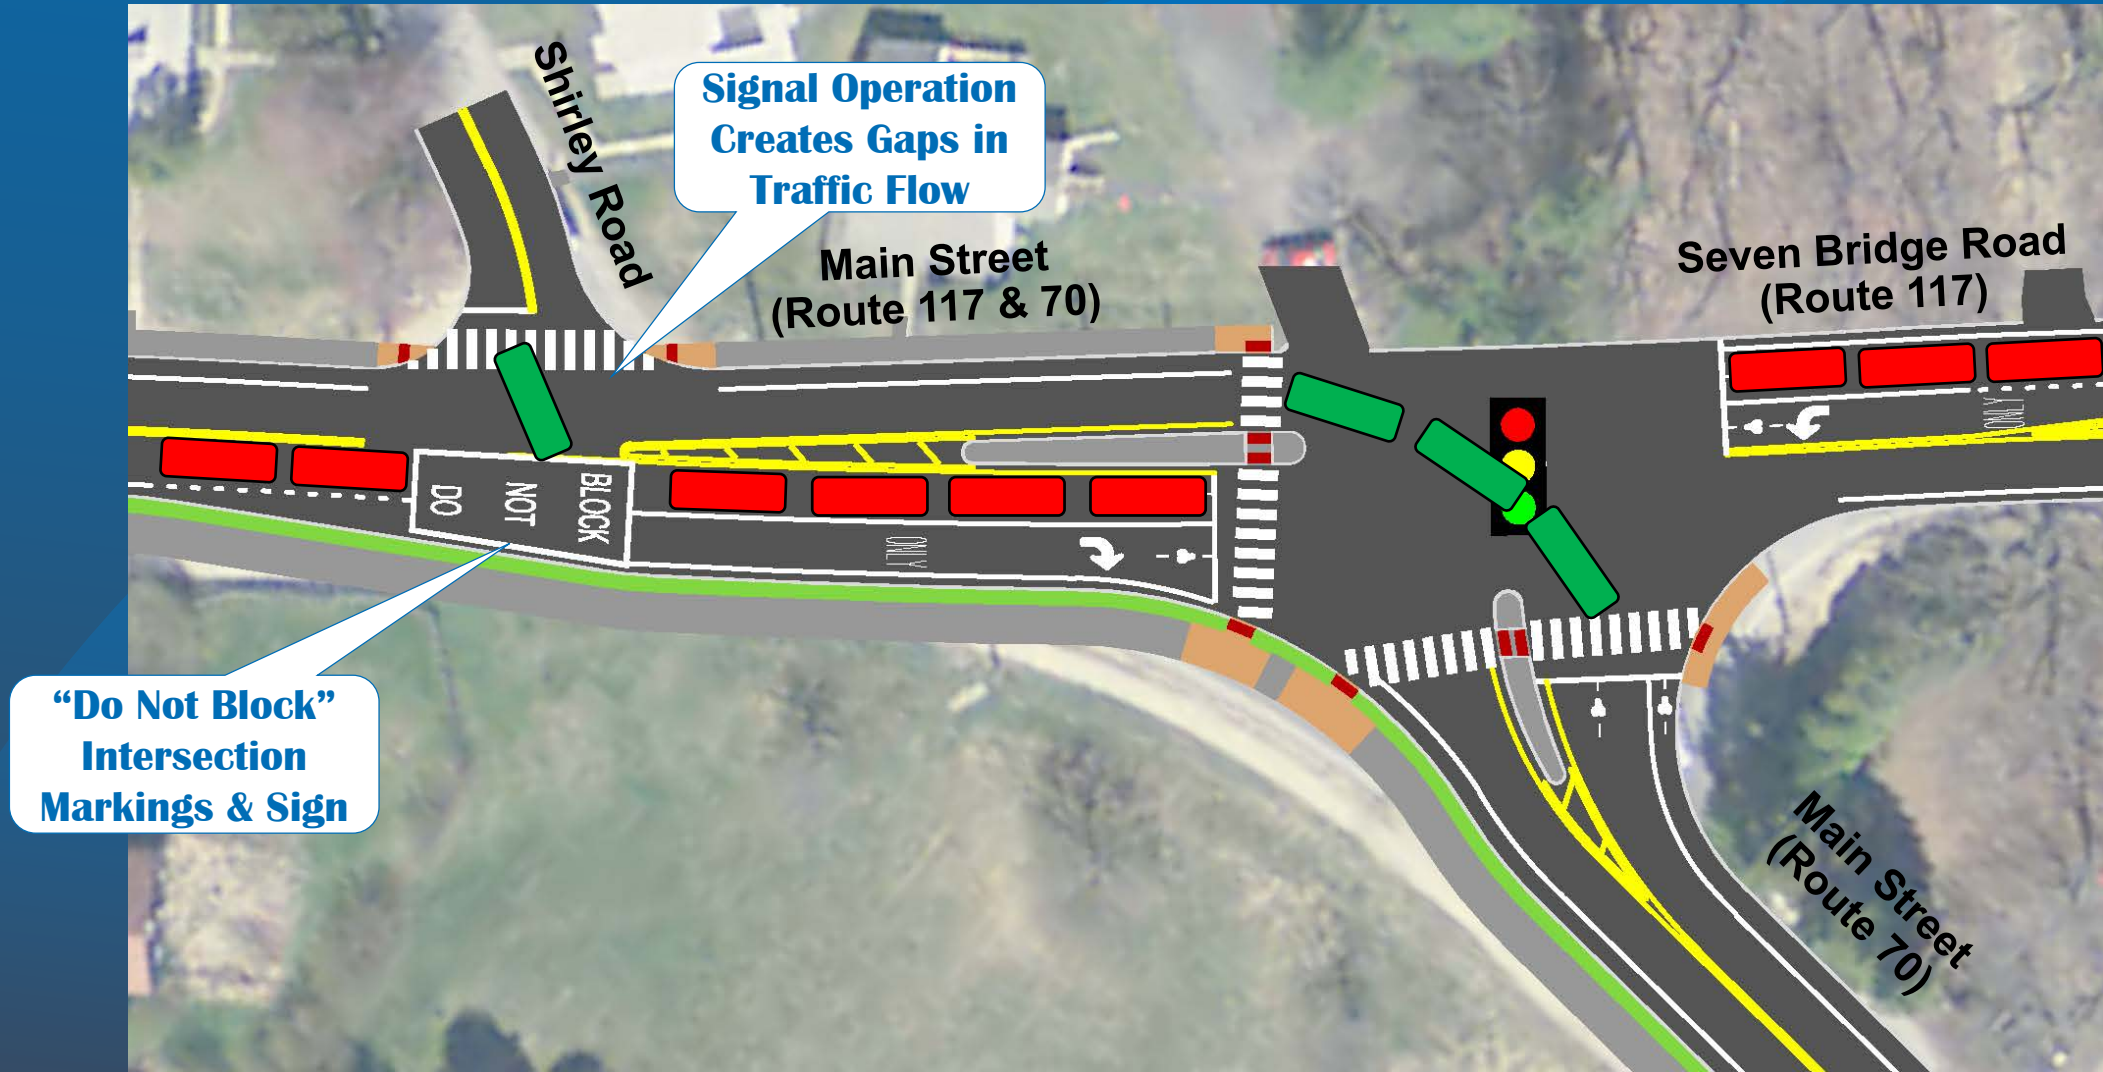 Shirley Road
Signal Operation
Creates Gaps in
Traffic Flow
Main Street
(Route 117 & 70)
Seven Bridge Road
(Route 117)
ONLY
DO
NOT
BLOCK
ONLY
“Do Not Block”
Intersection
Markings & Sign
Main Street
(Route 70)